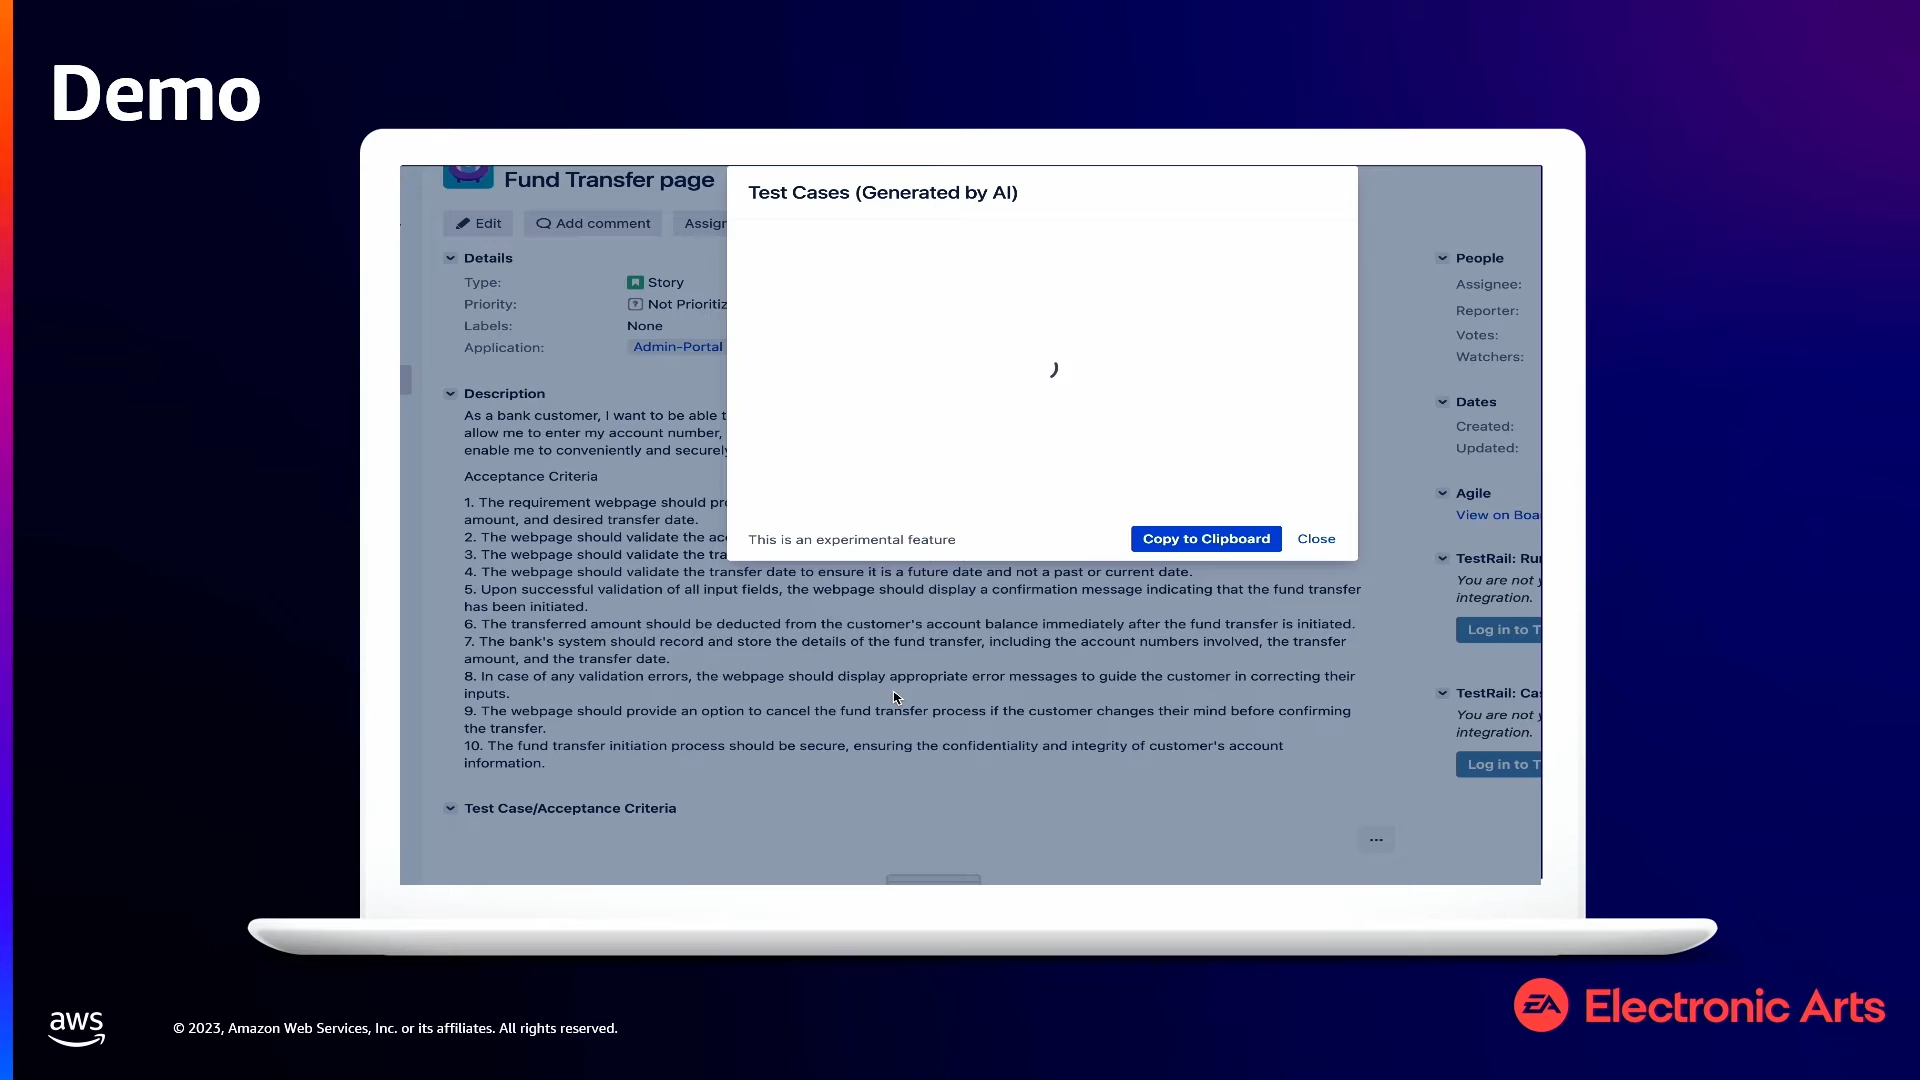 Demo
Fund Transfer page
Test Cases (Generated by AI)
Edit
Add comment
Details
Type:
Story
Priority:
Not
Labels:
None
Application:
Admin-Portal
People
Assignee:
Reporter:
Votes:
Watchers:
Description
As a bank customer, I want to be able
allow me to enter my account number,
enable me to conveniently and
Dates
Created:
Updated:
Acceptance Criteria
1. The requirement webpage should
amount, and desired transfer date.
2. The webpage should validate the
3. The webpage should validate the
4. The webpage should validate the transfer date to ensure it is a future date and not a past or current date.
5. Upon successful validation of all input fields, the webpage should display a confirmation message indicating that the fund transfer
has been initiated.
6. The transferred amount should be deducted from the customer's account balance immediately after the fund transfer is initiated.
7. The bank's system should record and store the details of the fund transfer, including the account numbers involved, the transfer
amount, and the transfer date.
8. In case of any validation errors, the webpage should display appropriate error messages to guide the customer in correcting their
inputs.
9. The webpage should provide an option to cancel the fund transfer process if the customer changes their mind before confirming
the transfer.
10. The fund transfer initiation process should be secure, ensuring the confidentiality and integrity of customer's account
information.
This is an experimental feature
Copy to Clipboard
Close
Agile
View on
TestRail:
You are not
integration.
Log in to
TestRail:
You are not
integration.
Log in to
Test Case/Acceptance Criteria
...
aws
© 2023, Amazon Web Services, Inc. or its affiliates. All rights reserved.
EA Electronic Arts